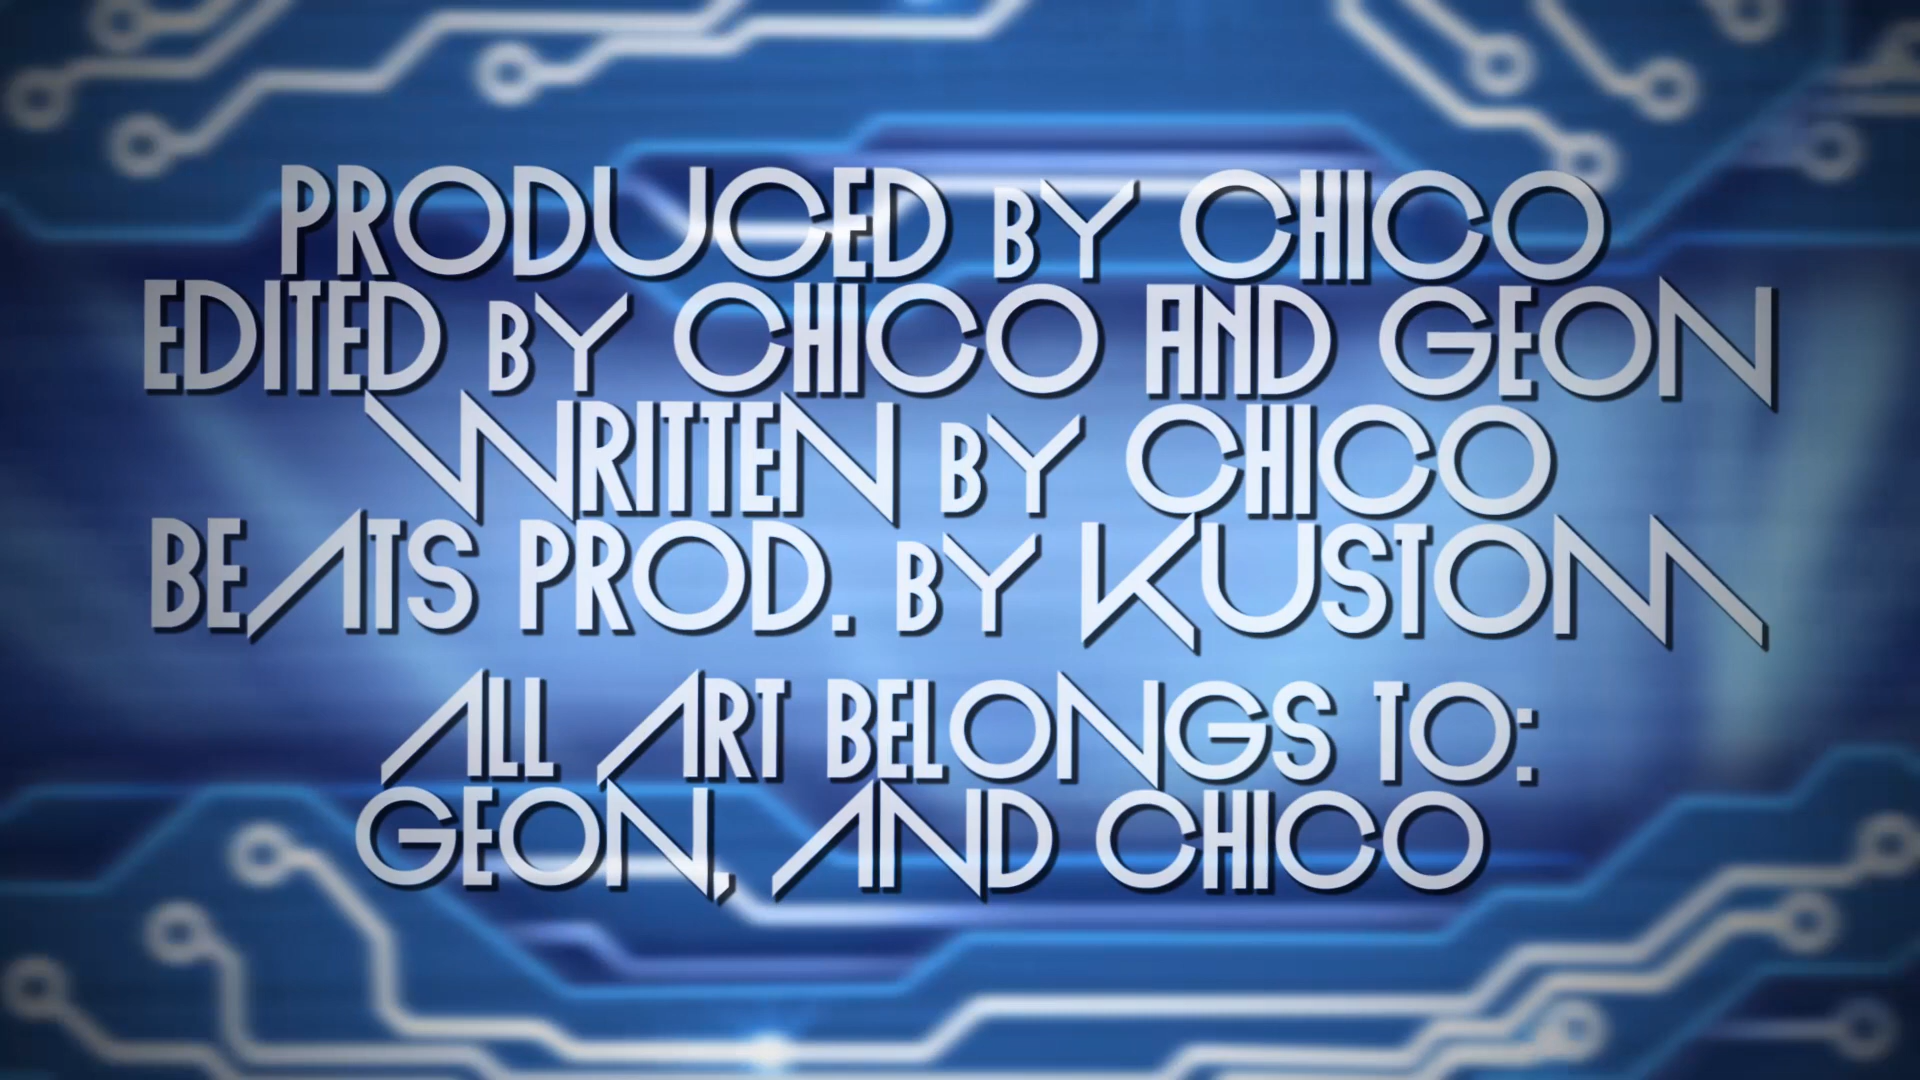 PRODUCED BY CHICO
EDITED BY CHICO AND GEON
WRITTEN BY CHICO
BEATS PROD. BY KUSTOM
ALL ART BELONGS TO:
GEON, AND CHICO